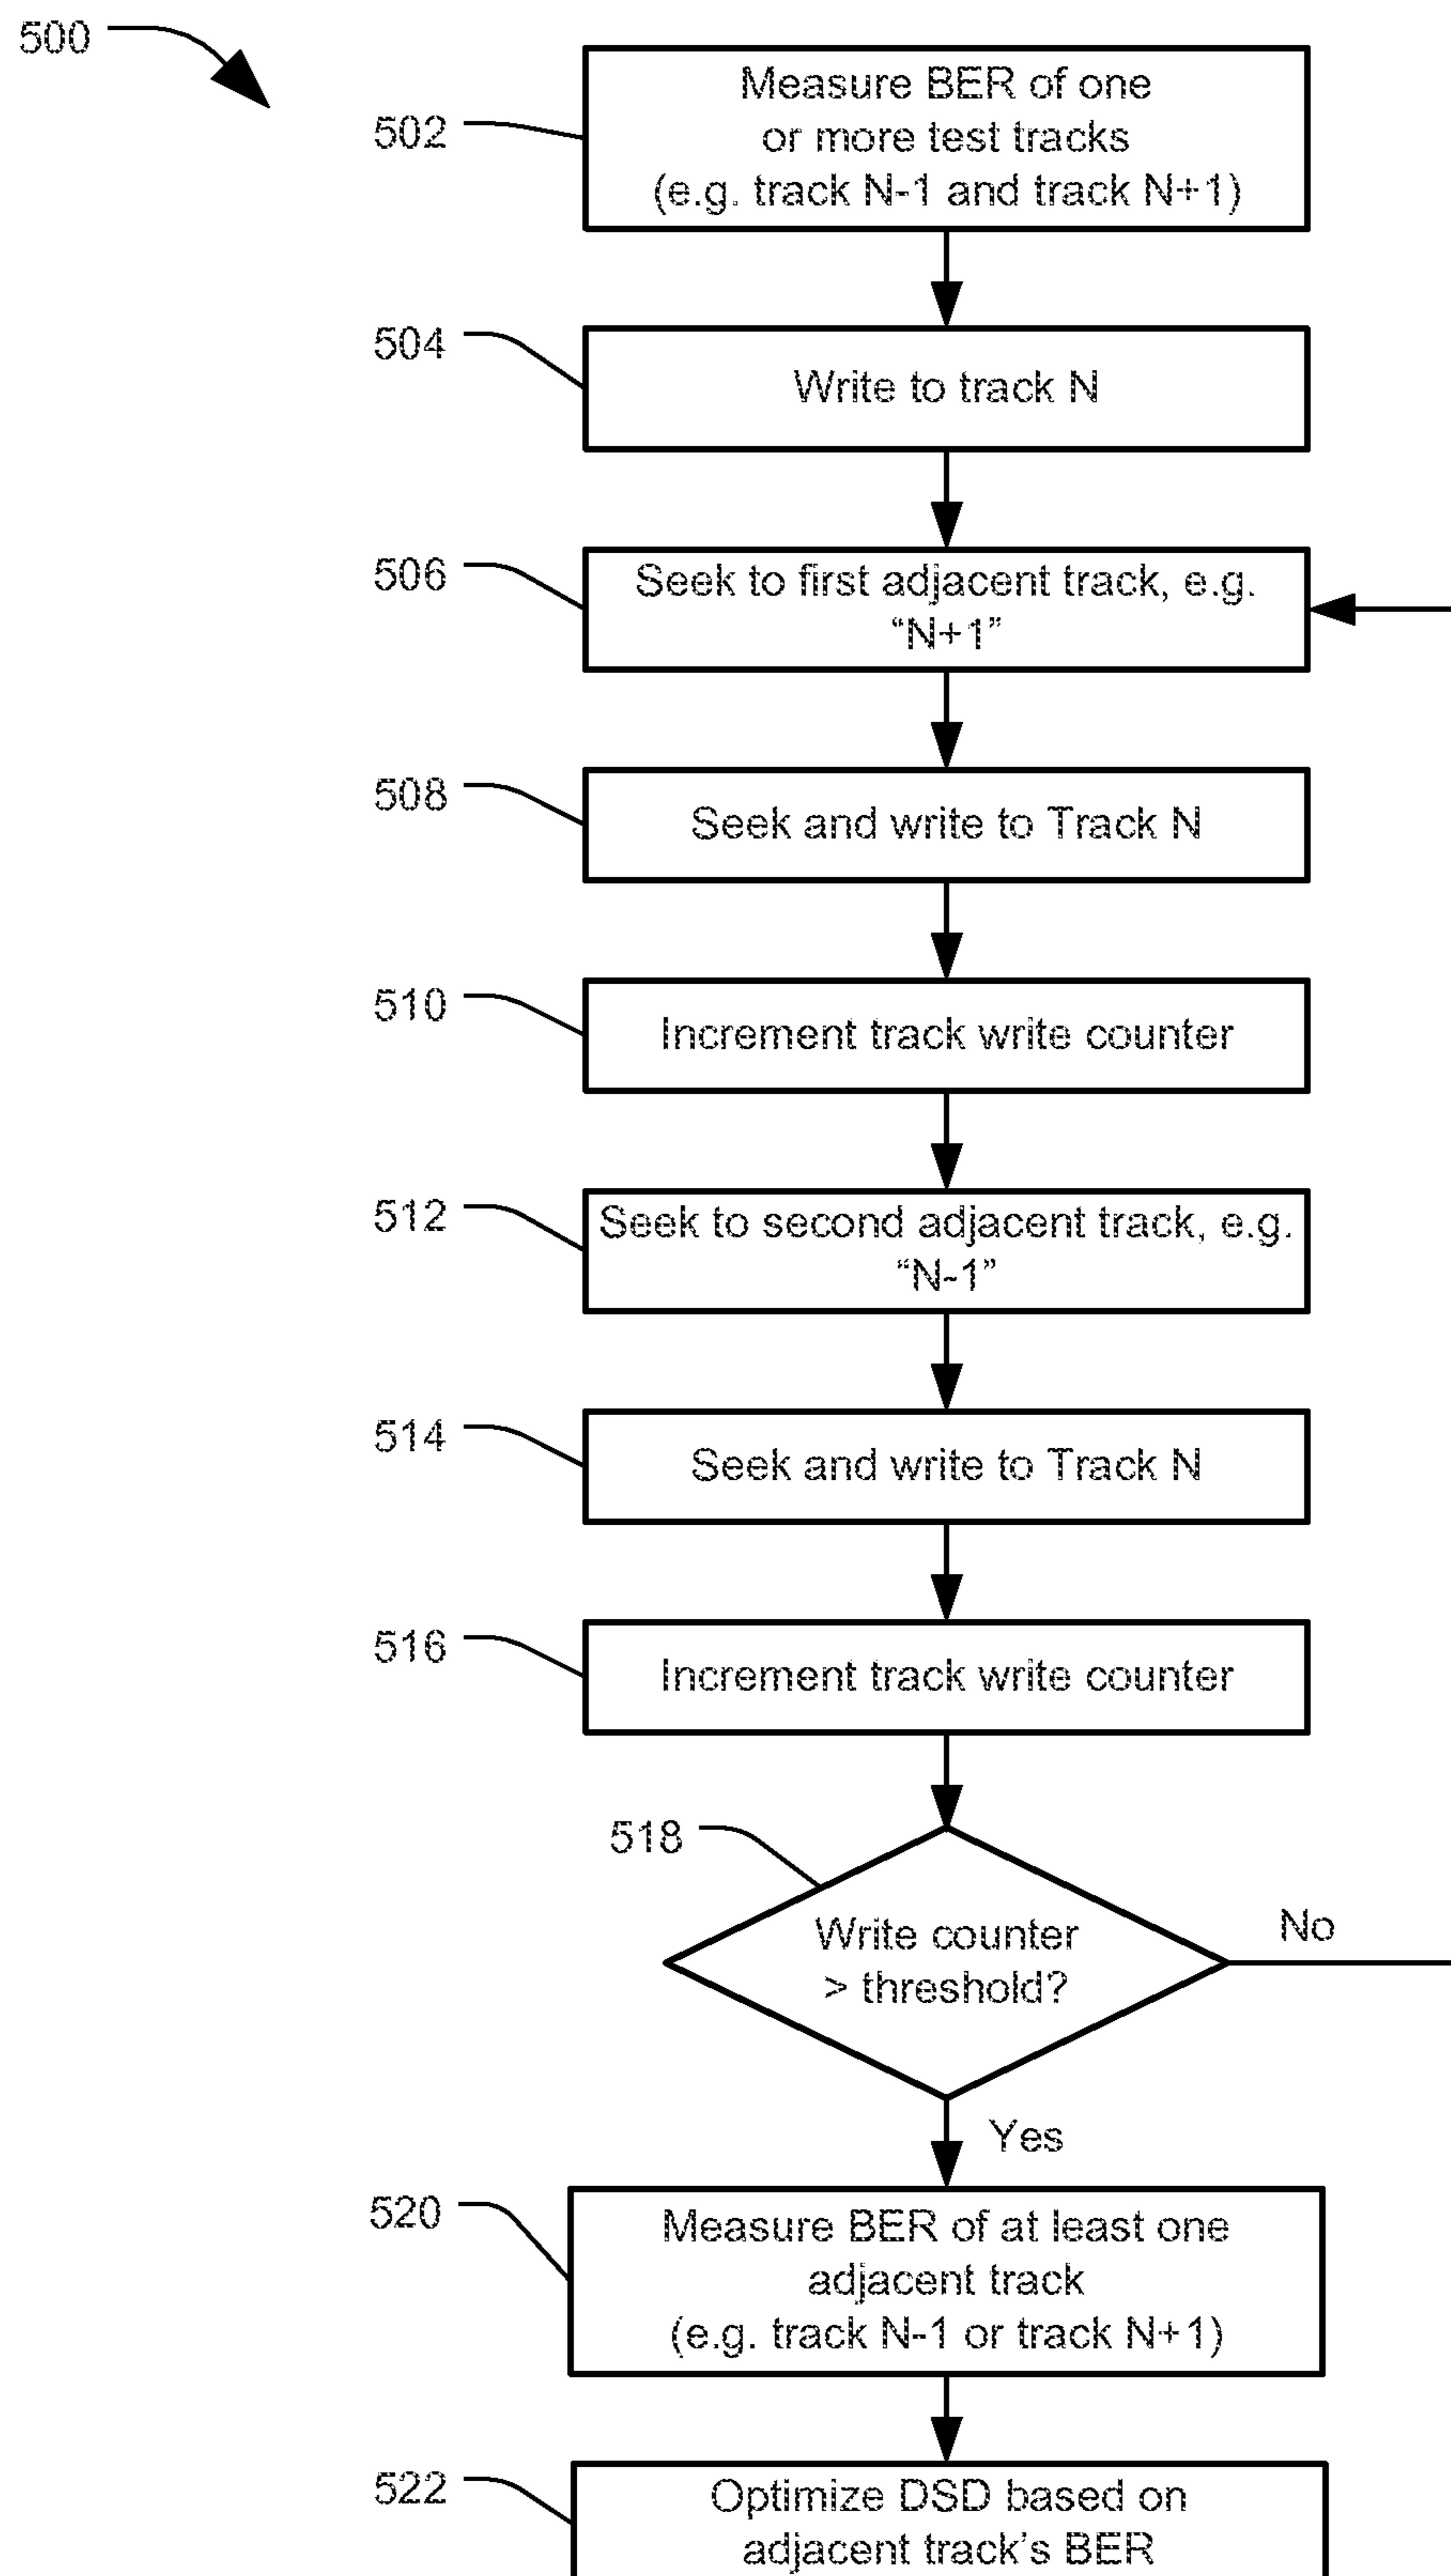 500
502
Measure BER of one
or more test tracks
(e.g. track N-1 and track N+1)
504
Write to track N
506
Seek to first adjacent track, e.g.
“N+1”
508
Seek and write to Track N
510
Increment track write counter
512
Seek to second adjacent track, e.g.
“N-1”
514
Seek and write to Track N
516
Increment track write counter
518
Write counter
> threshold?
No
Yes
520
Measure BER of at least one
adjacent track
(e.g. track N-1 or track N+1)
522
Optimize DSD based on
adjacent track’s BER